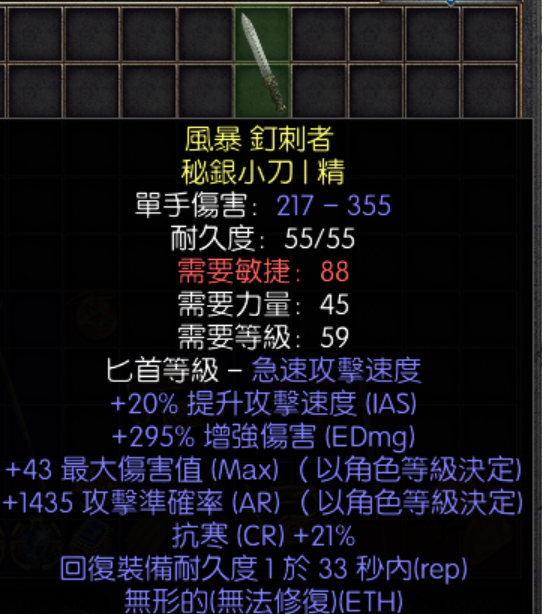 風暴 釘刺者
秘銀小刀 | 精
單手傷害: 217 - 355
耐久度: 55/55
需要敏捷: 88
需要力量: 45
需要等級: 59
匕首等級 - 急速攻擊速度
+20% 提升攻擊速度 (IAS)
+295% 增強傷害 (EDmg)
+43 最大傷害值 (Max) (以角色等級決定)
+1435 攻擊準確率 (AR) (以角色等級決定)
抗寒 (CR) +21%
回復裝備耐久度 1 於 33 秒內(rep)
無形的(無法修復)(ETH)